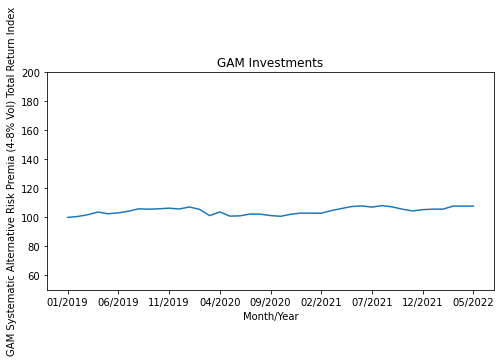 GAM Investments
GAM Systematic Alternative Risk Premia (4-8% Vol) Total Return Index
200
180
160
140
120
100
80
60
01/2019 06/2019 11/2019 04/2020 09/2020 02/2021 07/2021 12/2021 05/2022
Month/Year